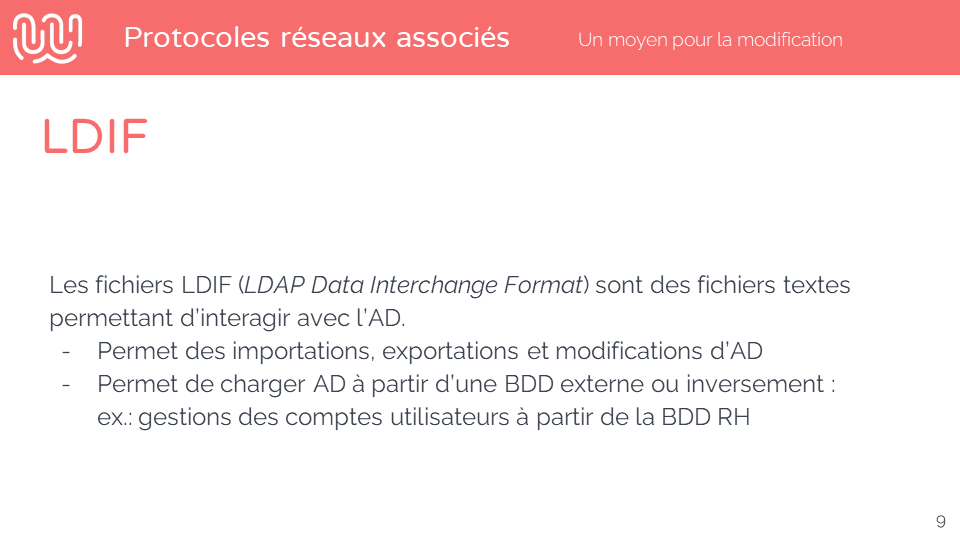 Protocoles réseaux associés
Un moyen pour la modification
LDIF
Les fichiers LDIF (LDAP Data Interchange Format) sont des fichiers textes
permettant d'interagir avec l'AD.
- Permet des importations, exportations et modifications d'AD
- Permet de charger AD à partir d'une BDD externe ou inversement :
ex.: gestions des comptes utilisateurs à partir de la BDD RH
9